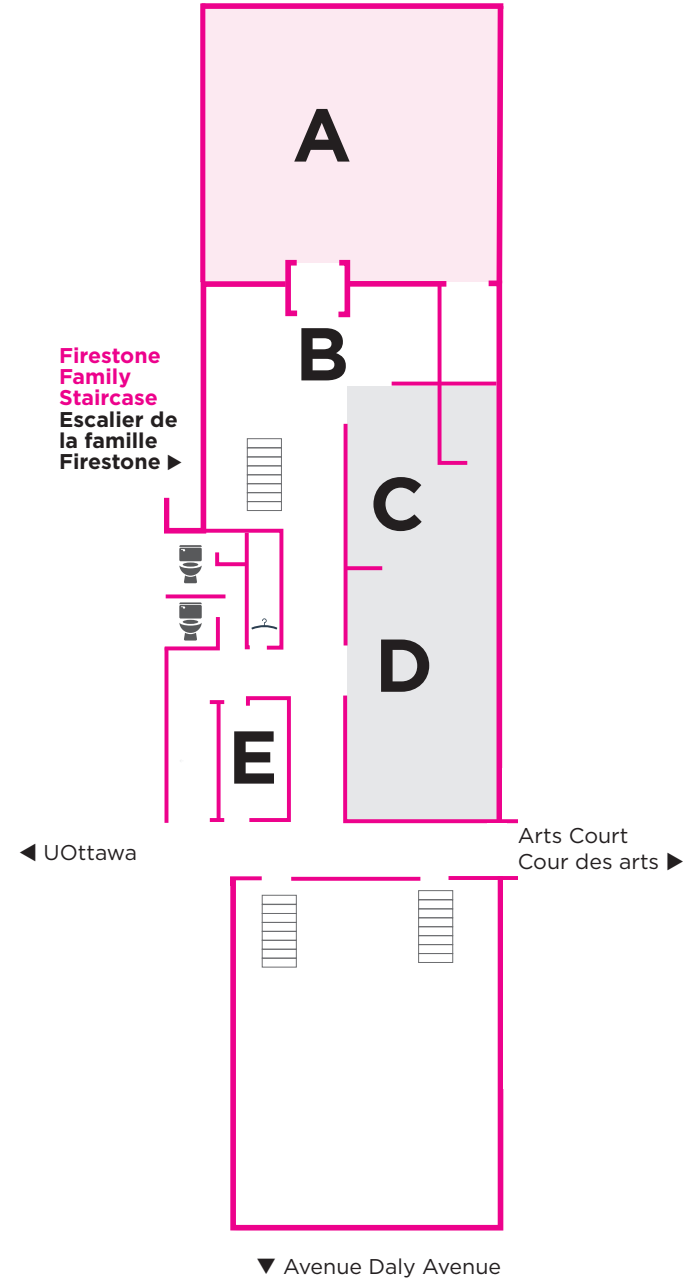 A
B
Firestone
Family
Staircase
Escalier de
la famille
Firestone ▶
C
D
E
◀ UOttawa
Arts Court
Cour des arts ▶
▼ Avenue Daly Avenue